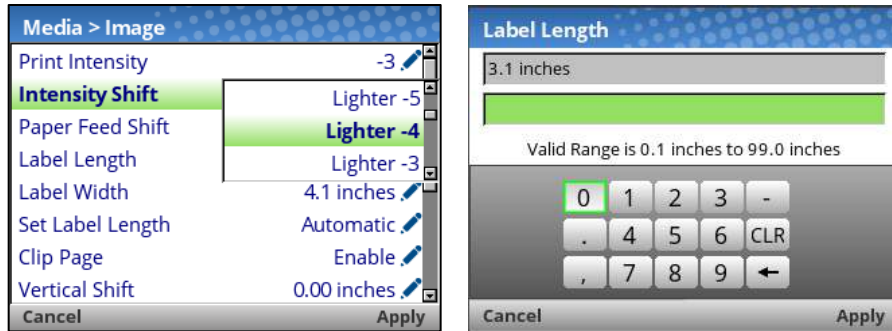 Media > Image
Print Intensity -3
Intensity Shift Lighter -5
Paper Feed Shift Lighter -4
Label Length Lighter -3
Label Width 4.1 inches
Set Label Length Automatic
Clip Page Enable
Vertical Shift 0.00 inches
Cancel Apply
Label Length
3.1 inches
Valid Range is 0.1 inches to 99.0 inches
0 1 2 3 -
. 4 5 6 CLR
, 7 8 9 ←
Cancel Apply